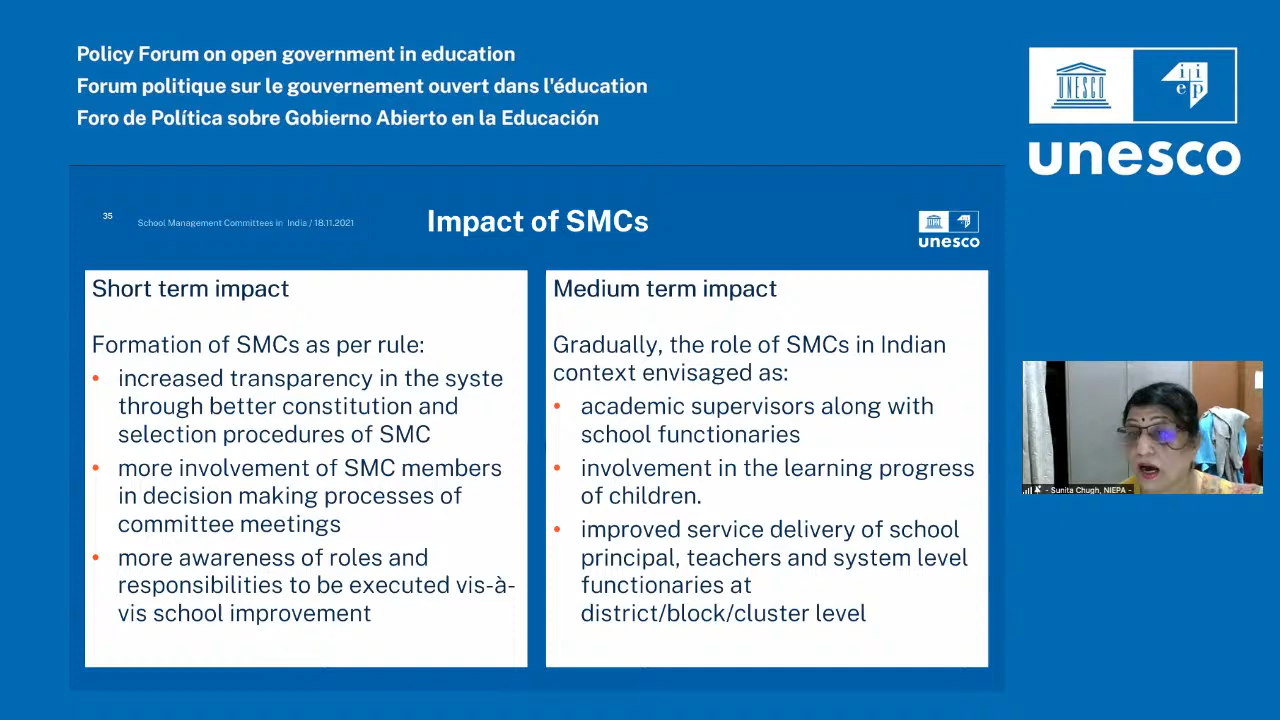 Policy Forum on open government in education
Forum politique sur le gouvernement ouvert dans l'éducation
Foro de Política sobre Gobierno Abierto en la Educación
UNESCO
i i
e p
unesco
35
School Management Committees in India / 18.11.2021
Impact of SMCs
unesco
Short term impact
Formation of SMCs as per rule:
• increased transparency in the syste
through better constitution and
selection procedures of SMC
• more involvement of SMC members
in decision making processes of
committee meetings
• more awareness of roles and
responsibilities to be executed vis-à-
vis school improvement
Medium term impact
Gradually, the role of SMCs in Indian
context envisaged as:
• academic supervisors along with
school functionaries
• involvement in the learning progress
of children.
• improved service delivery of school
principal, teachers and system level
functionaries at
district/block/cluster level
- Sunita Chugh, NIEPA -